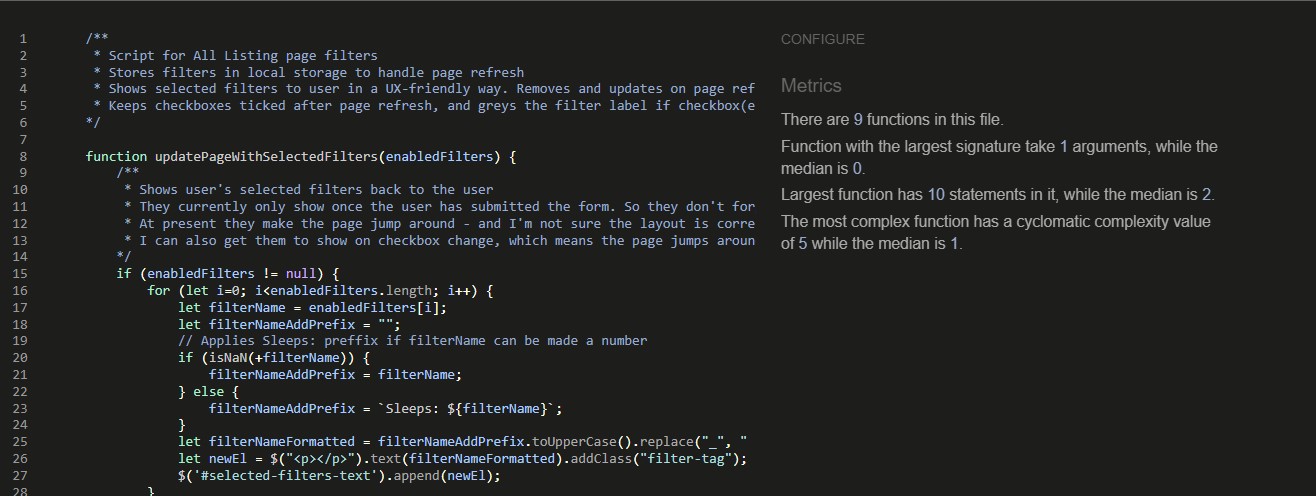 1 /**
2 * Script for All Listing page filters
3 * Stores filters in local storage to handle page refresh
4 * Shows selected filters to user in a UX-friendly way. Removes and updates on page ref
5 * Keeps checkboxes ticked after page refresh, and greys the filter label if checkbox(e
6 */
7
8 function updatePageWithSelectedFilters(enabledFilters) {
9 /**
10 * Shows user's selected filters back to the user
11 * They currently only show once the user has submitted the form. So they don't for
12 * At present they make the page jump around - and I'm not sure the layout is corre
13 * I can also get them to show on checkbox change, which means the page jumps aroun
14 */
15 if (enabledFilters != null) {
16 for (let i=0; i<enabledFilters.length; i++) {
17 let filterName = enabledFilters[i];
18 let filterNameAddPrefix = "";
19 // Applies Sleeps: preffix if filterName can be made a number
20 if (isNaN(+filterName)) {
21 filterNameAddPrefix = filterName;
22 } else {
23 filterNameAddPrefix = `Sleeps: ${filterName}`;
24 }
25 let filterNameFormatted = filterNameAddPrefix.toUpperCase().replace("_", "
26 let newEl = $("<p></p>").text(filterNameFormatted).addClass("filter-tag");
27 $('#selected-filters-text').append(newEl);
28 }
CONFIGURE
Metrics
There are 9 functions in this file.
Function with the largest signature take 1 arguments, while the
median is 0.
Largest function has 10 statements in it, while the median is 2.
The most complex function has a cyclomatic complexity value
of 5 while the median is 1.